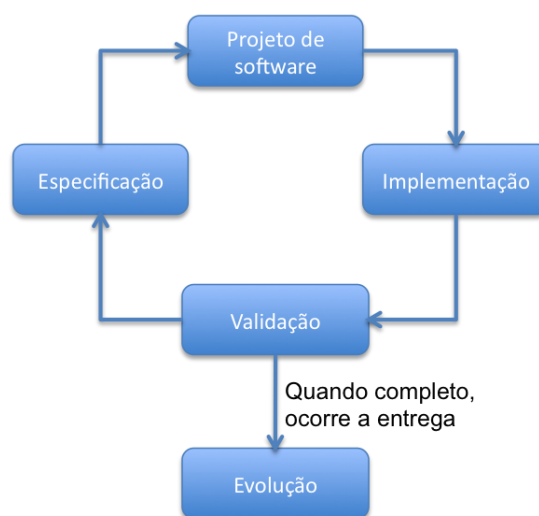 Projeto de
software
Especificação
Implementação
Validação
Quando completo,
ocorre a entrega
Evolução